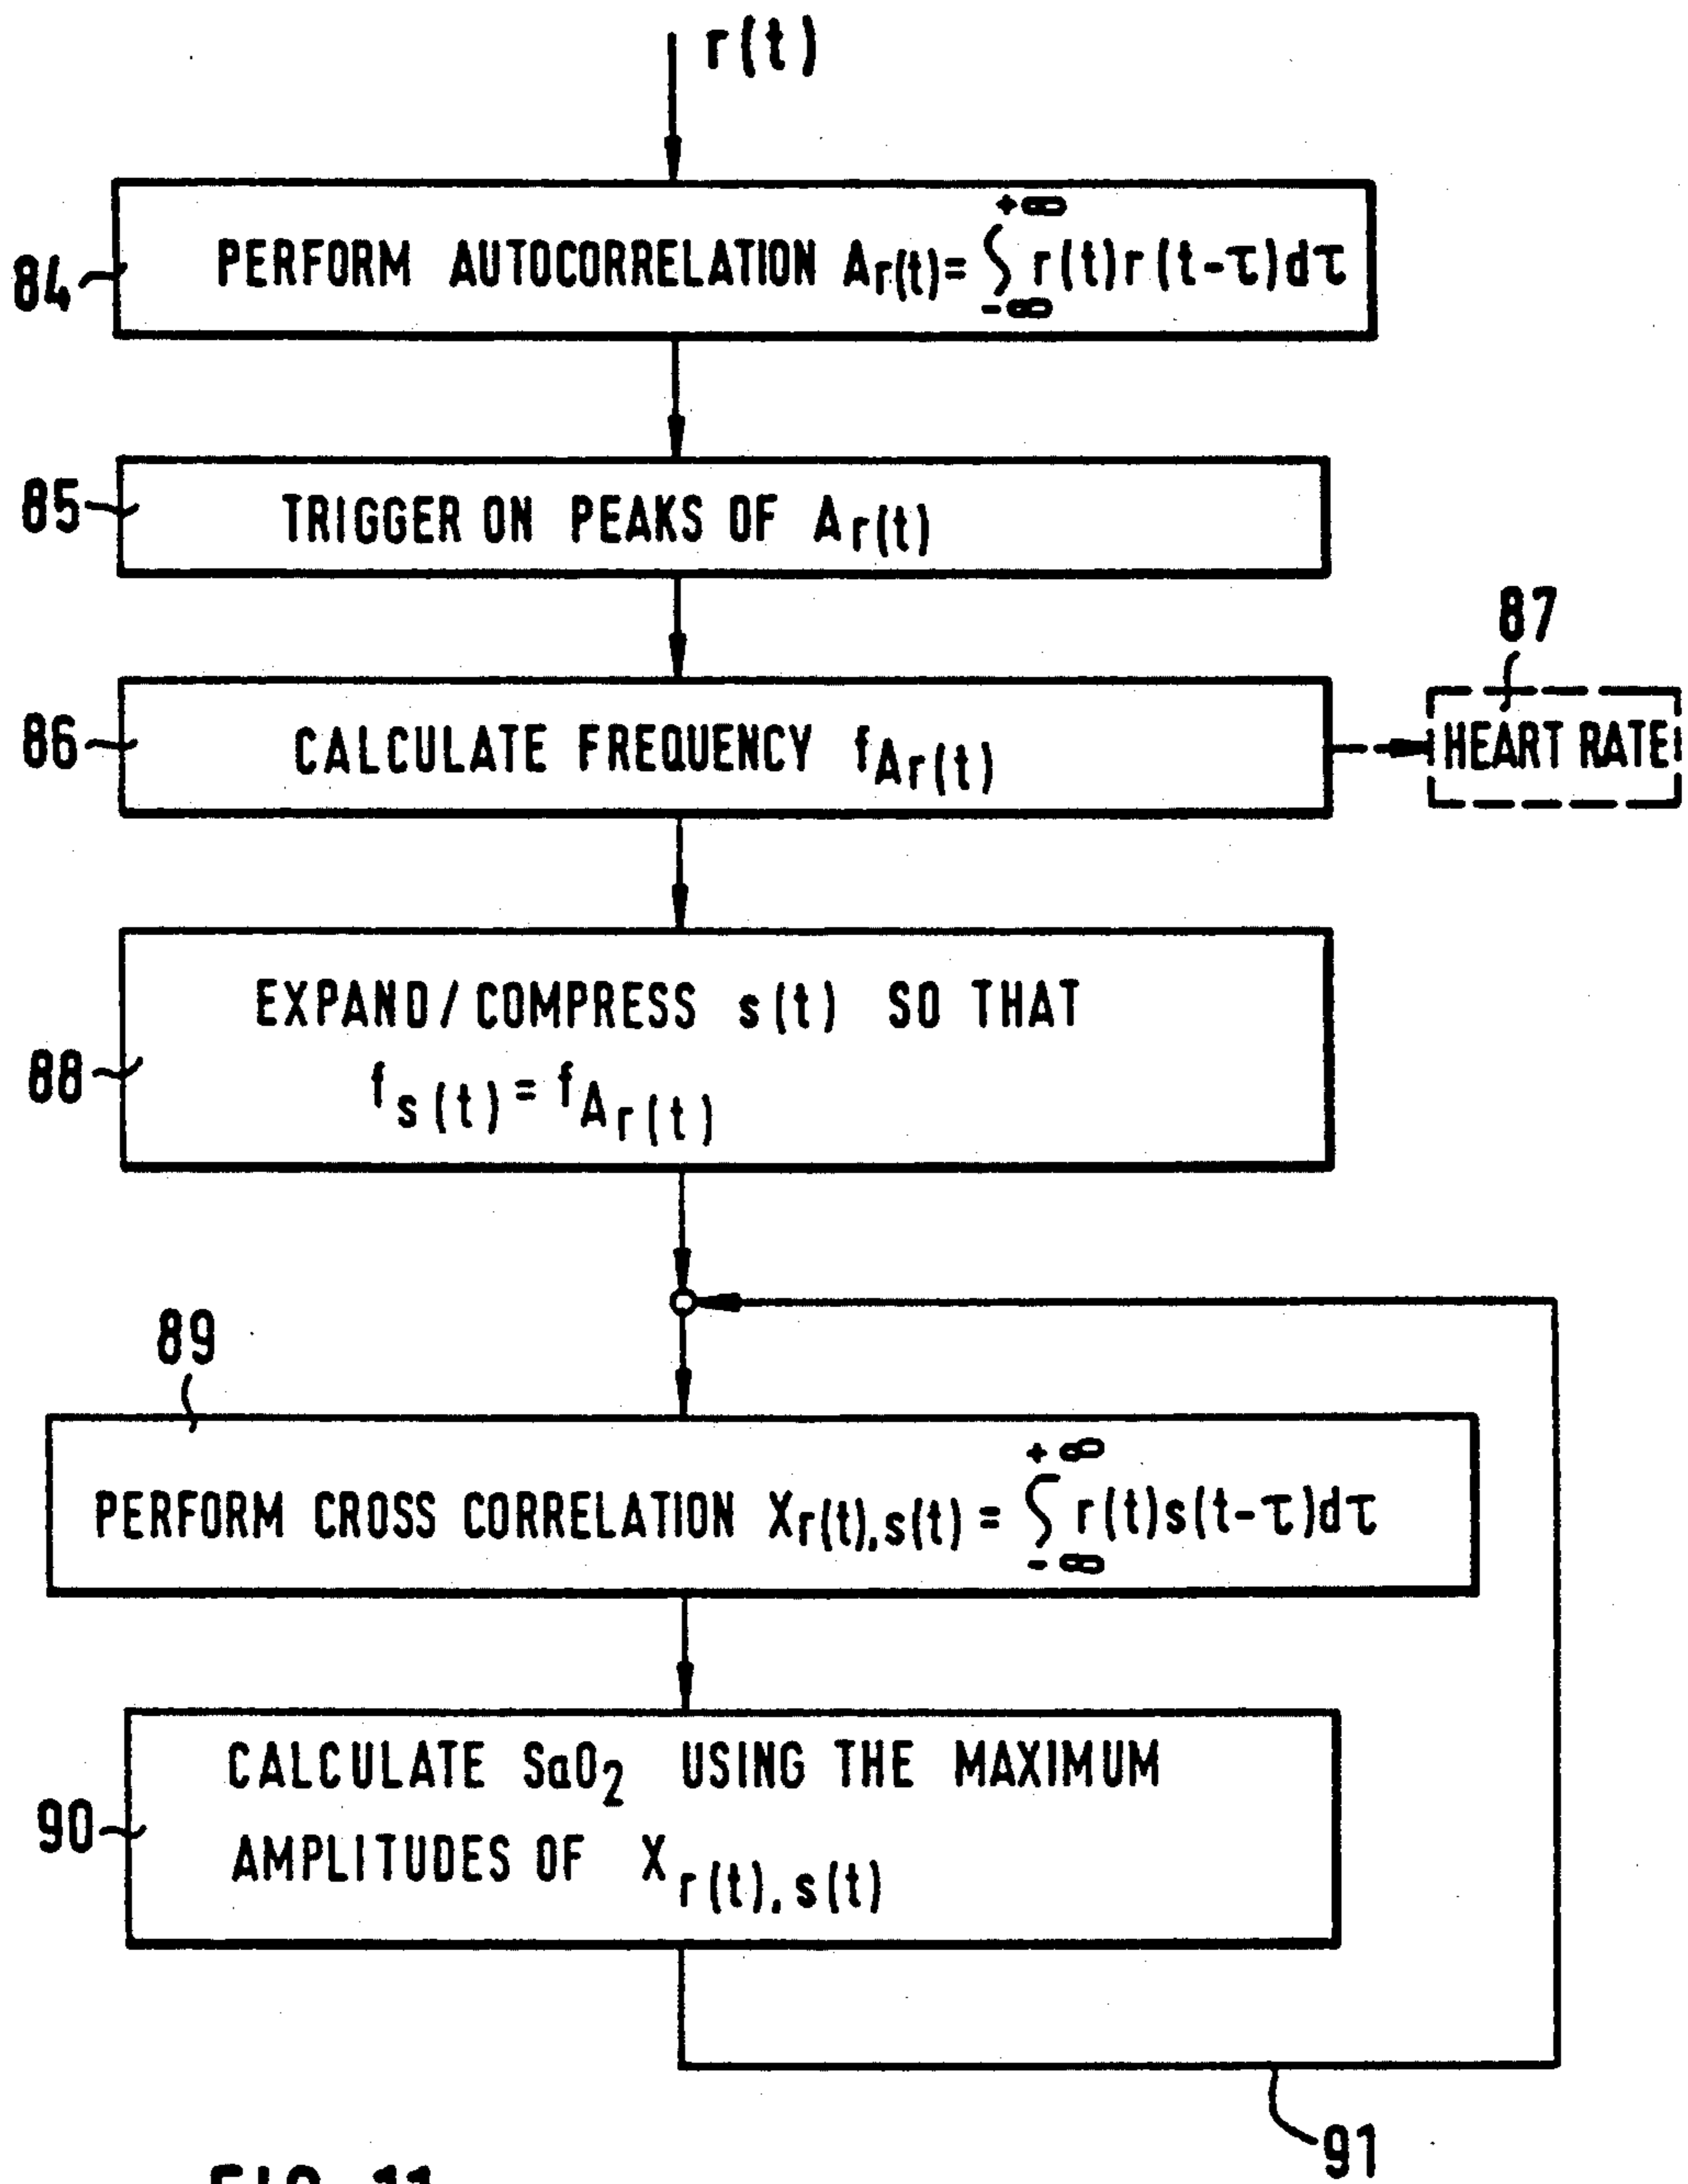 r(t)
84
PERFORM AUTOCORRELATION Ar(t)= ∫ r(t)r(t-τ)dτ
+∞
-∞
85
TRIGGER ON PEAKS OF Ar(t)
87
86
CALCULATE FREQUENCY fAr(t)
HEART RATE
EXPAND/COMPRESS s(t) SO THAT
88
fs(t) = fAr(t)
89
PERFORM CROSS CORRELATION Xr(t),s(t) = ∫ r(t)s(t-τ)dτ
+∞
-∞
CALCULATE SaO2 USING THE MAXIMUM
90
AMPLITUDES OF Xr(t),s(t)
91
FIG. 11